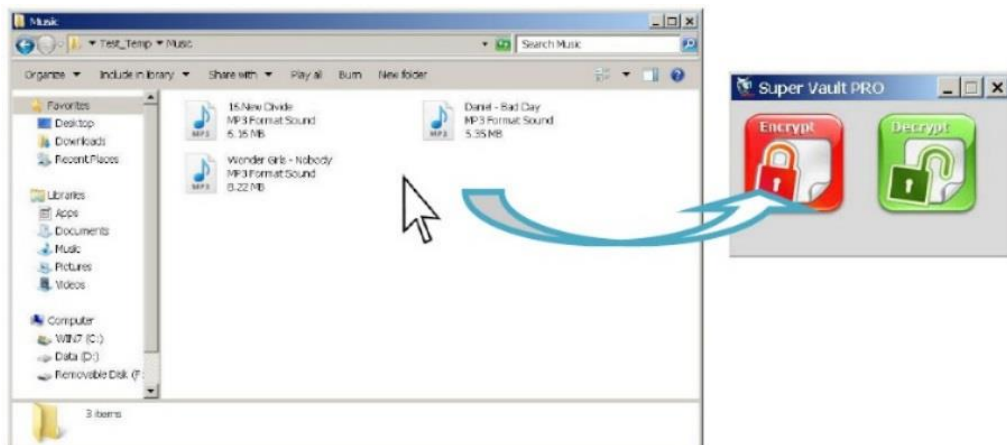 Music
Test_Temp ▾ Music
Search Music
Organize ▾ Include in library ▾ Share with ▾ Play all Burn New folder
Favorites
Desktop
Downloads
Recent Places
Libraries
Apps
Documents
Music
Pictures
Videos
Computer
WIN7 (C:)
Data (D:)
Removable Disk (F:
15.New Divide
MP3 Format Sound
6.16 MB
MP3
Daniel - Bad Day
MP3 Format Sound
5.35 MB
MP3
Wonder Girls - Nobody
MP3 Format Sound
8.22 MB
MP3
3 items
Super Vault PRO
Encrypt
Decrypt